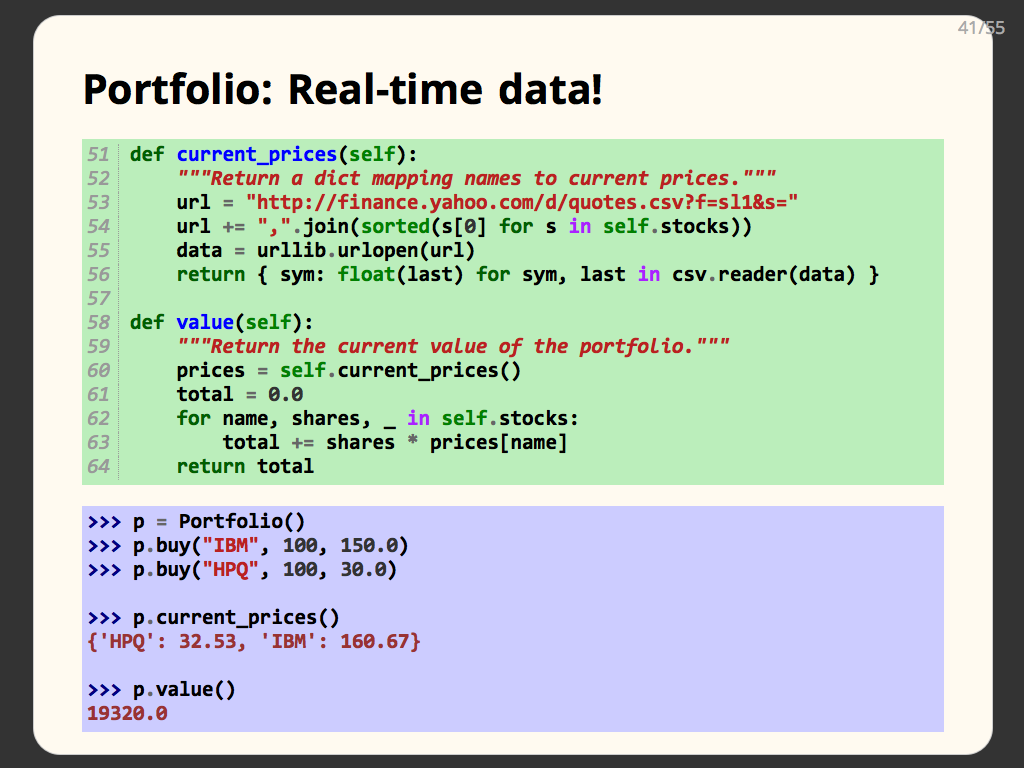 41/55
Portfolio: Real-time data!
51 def current_prices(self):
52     """Return a dict mapping names to current prices."""
53     url = "http://finance.yahoo.com/d/quotes.csv?f=sl1&s="
54     url += ",".join(sorted(s[0] for s in self.stocks))
55     data = urllib.urlopen(url)
56     return { sym: float(last) for sym, last in csv.reader(data) }
57
58 def value(self):
59     """Return the current value of the portfolio."""
60     prices = self.current_prices()
61     total = 0.0
62     for name, shares, _ in self.stocks:
63         total += shares * prices[name]
64     return total
>>> p = Portfolio()
>>> p.buy("IBM", 100, 150.0)
>>> p.buy("HPQ", 100, 30.0)
>>> p.current_prices()
{'HPQ': 32.53, 'IBM': 160.67}
>>> p.value()
19320.0